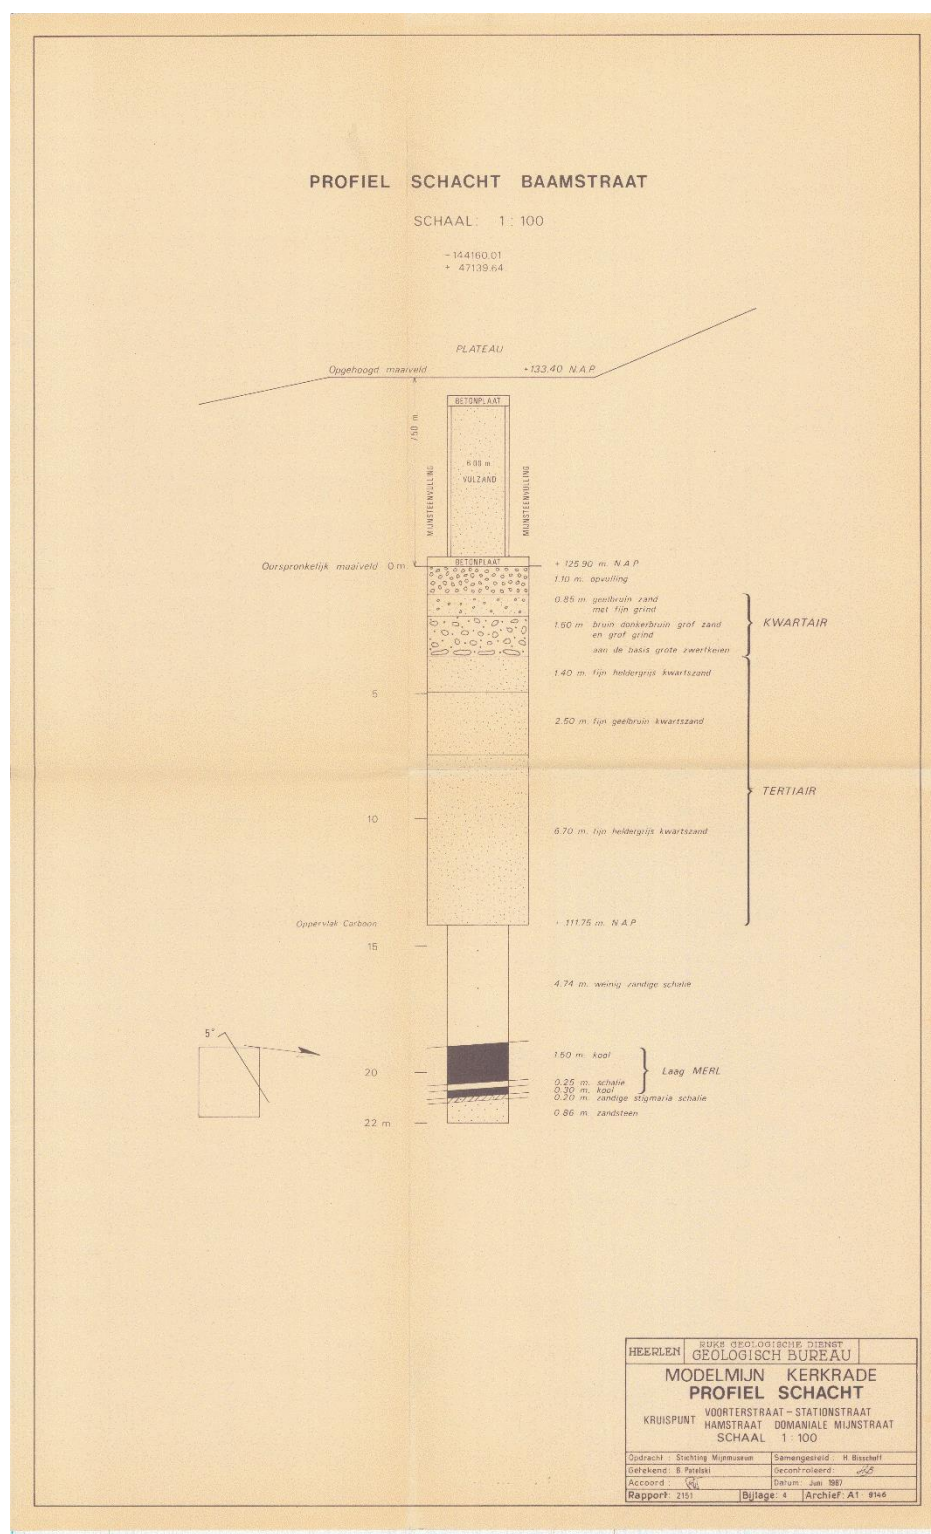 PROFIEL SCHACHT BAAMSTRAAT
SCHAAL: 1 : 100
- 144160.01
+ 47139.64
PLATEAU
Opgehoogd maaiveld +133.40 N.A.P
7.50 m
BETONPLAAT
6.00 m
VULZAND
MIJNSTEENVULLING
MIJNSTEENVULLING
BETONPLAAT
Oorspronkelijk maaiveld 0 m
+ 125.90 m. N.A.P
1.10 m. opvulling
0.85 m. geelbruin zand
met fijn grind
1.60 m bruin donkerbruin grof zand
en grof grind
aan de basis grote zwerfkeien
KWARTAIR
1.40 m. fijn heldergrijs kwartszand
5
2.50 m. fijn geelbruin kwartszand
TERTIAIR
10
6.70 m. fijn heldergrijs kwartszand
Oppervlak Carboon
+ 111.75 m. N.A.P
15
4.74 m. weinig zandige schalie
5°
1.50 m. kool
Laag MERL
20
0.25 m. schalie
0.30 m. kool
0.20 m. zandige stigmaria schalie
0.86 m. zandsteen
22 m
HEERLEN
RIJKS GEOLOGISCHE DIENST
GEOLOGISCH BUREAU
MODELMIJN KERKRADE
PROFIEL SCHACHT
KRUISPUNT VOORTERSTRAAT - STATIONSTRAAT
HAMSTRAAT DOMANIALE MIJNSTRAAT
SCHAAL 1 : 100
Opdracht : Stichting Mijnmuseum
Samengesteld : H. Bisschoff
Getekend : B. Patelski
Gecontroleerd :
Accoord :
Datum : Juni 1987
Rapport: 2151
Bijlage: 4
Archief: A1 - 9146